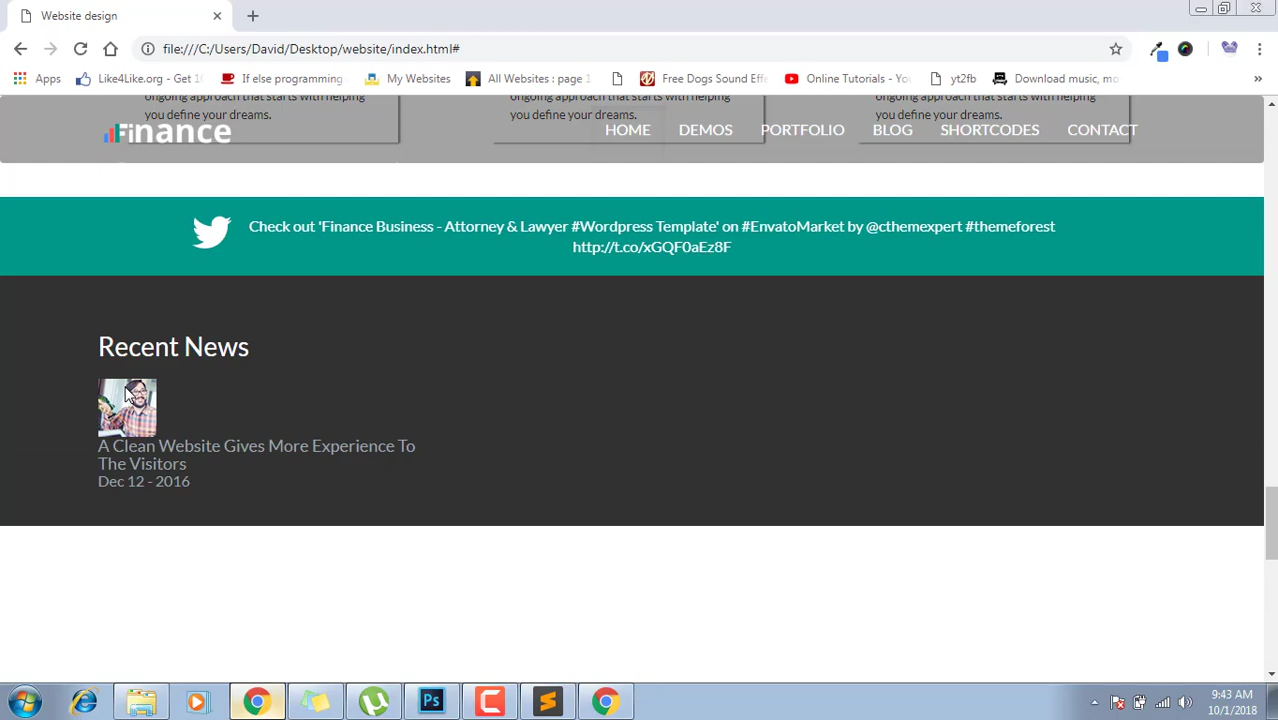 Website design
file:///C:/Users/David/Desktop/website/index.html#
Apps
Like4Like.org - Get 10
If else programming
My Websites
All Websites : page 1
Free Dogs Sound Effe
Online Tutorials - Yo
yt2fb
Download music, mo
»
ongoing approach that starts with helping
you define your dreams.
ongoing approach that starts with helping
you define your dreams.
ongoing approach that starts with helping
you define your dreams.
Finance
HOME DEMOS PORTFOLIO BLOG SHORTCODES CONTACT
Check out 'Finance Business - Attorney & Lawyer #Wordpress Template' on #EnvatoMarket by @cthemexpert #themeforest
http://t.co/xGQF0aEz8F
Recent News
A Clean Website Gives More Experience To
The Visitors
Dec 12 - 2016
Ps
9:43 AM
10/1/2018